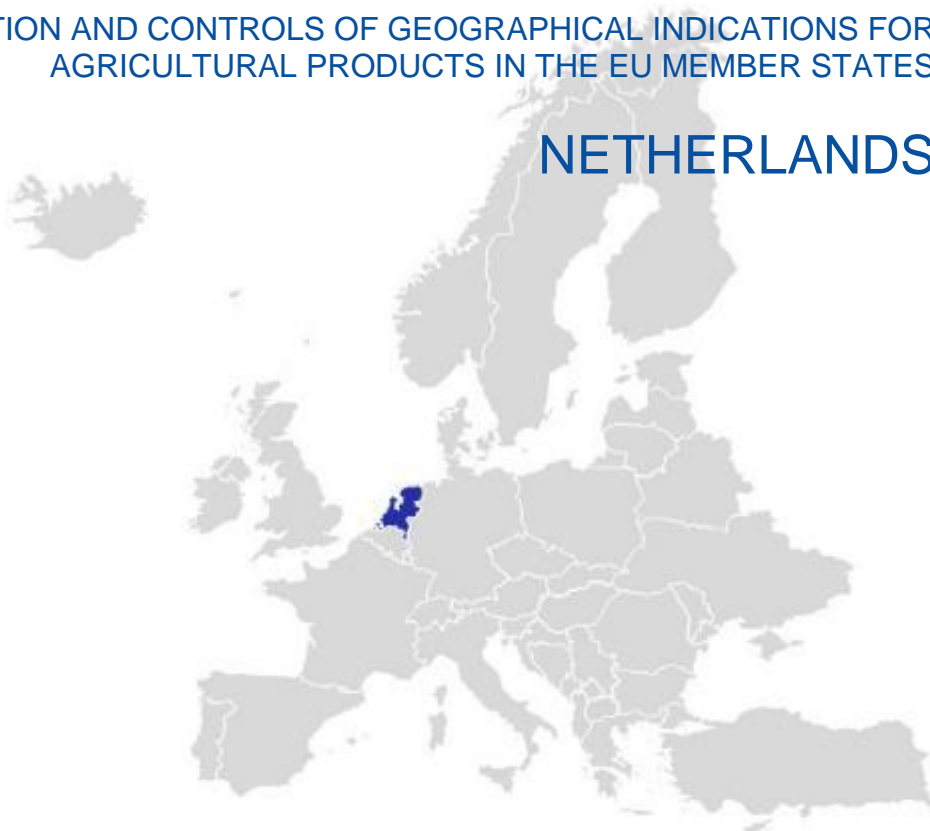 TION AND CONTROLS OF GEOGRAPHICAL INDICATIONS FOR
AGRICULTURAL PRODUCTS IN THE EU MEMBER STATES
NETHERLANDS